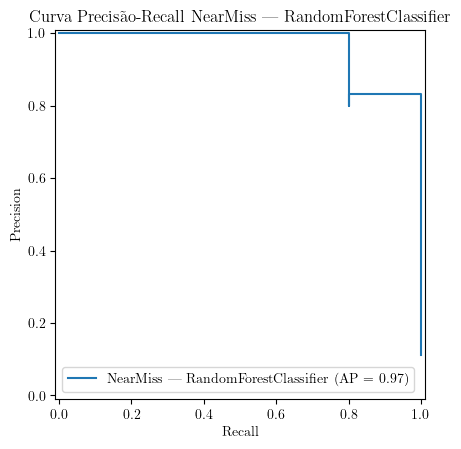 Curva Precisão-Recall NearMiss — RandomForestClassifier
1.0
0.8
0.6
0.4
0.2
0.0
Precision
NearMiss — RandomForestClassifier (AP = 0.97)
0.0 0.2 0.4 0.6 0.8 1.0
Recall